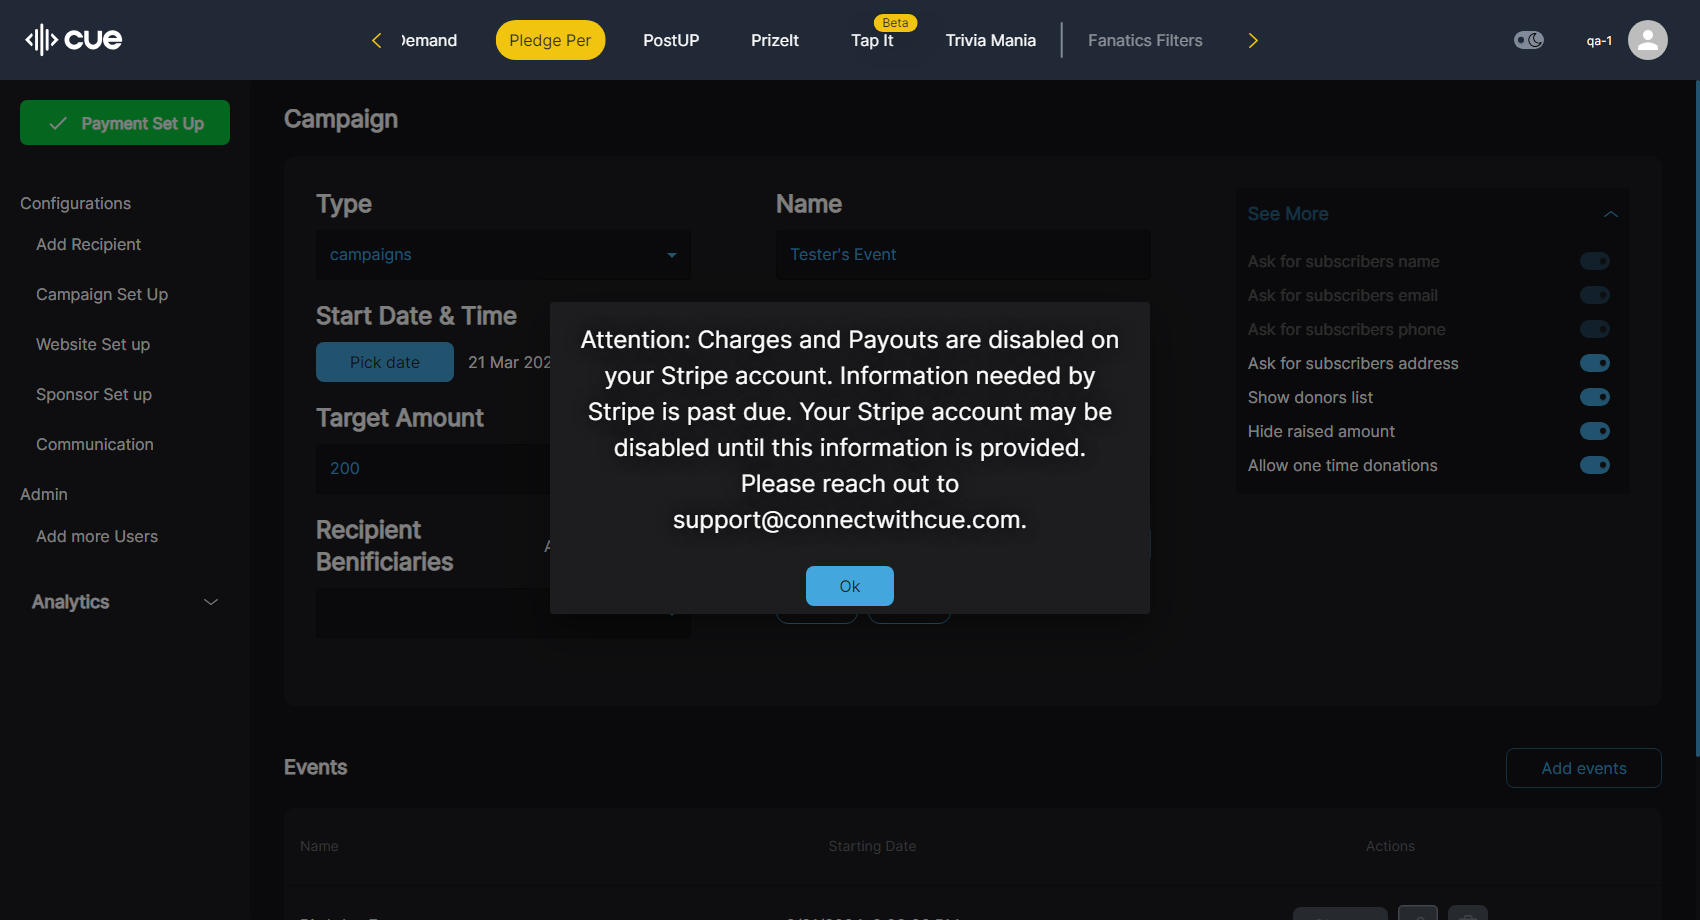 cue
Demand
Pledge Per
PostUP
PrizeIt
Beta
Tap It
Trivia Mania
Fanatics Filters
qa-1
Payment Set Up
Configurations
Add Recipient
Campaign Set Up
Website Set up
Sponsor Set up
Communication
Admin
Add more Users
Analytics
Campaign
Type
campaigns
Name
Tester's Event
Start Date & Time
Pick date
21 Mar 202
Target Amount
200
Recipient
Benificiaries
See More
Ask for subscribers name
Ask for subscribers email
Ask for subscribers phone
Ask for subscribers address
Show donors list
Hide raised amount
Allow one time donations
Attention: Charges and Payouts are disabled on
your Stripe account. Information needed by
Stripe is past due. Your Stripe account may be
disabled until this information is provided.
Please reach out to
support@connectwithcue.com.
Ok
Events
Add events
Name
Starting Date
Actions